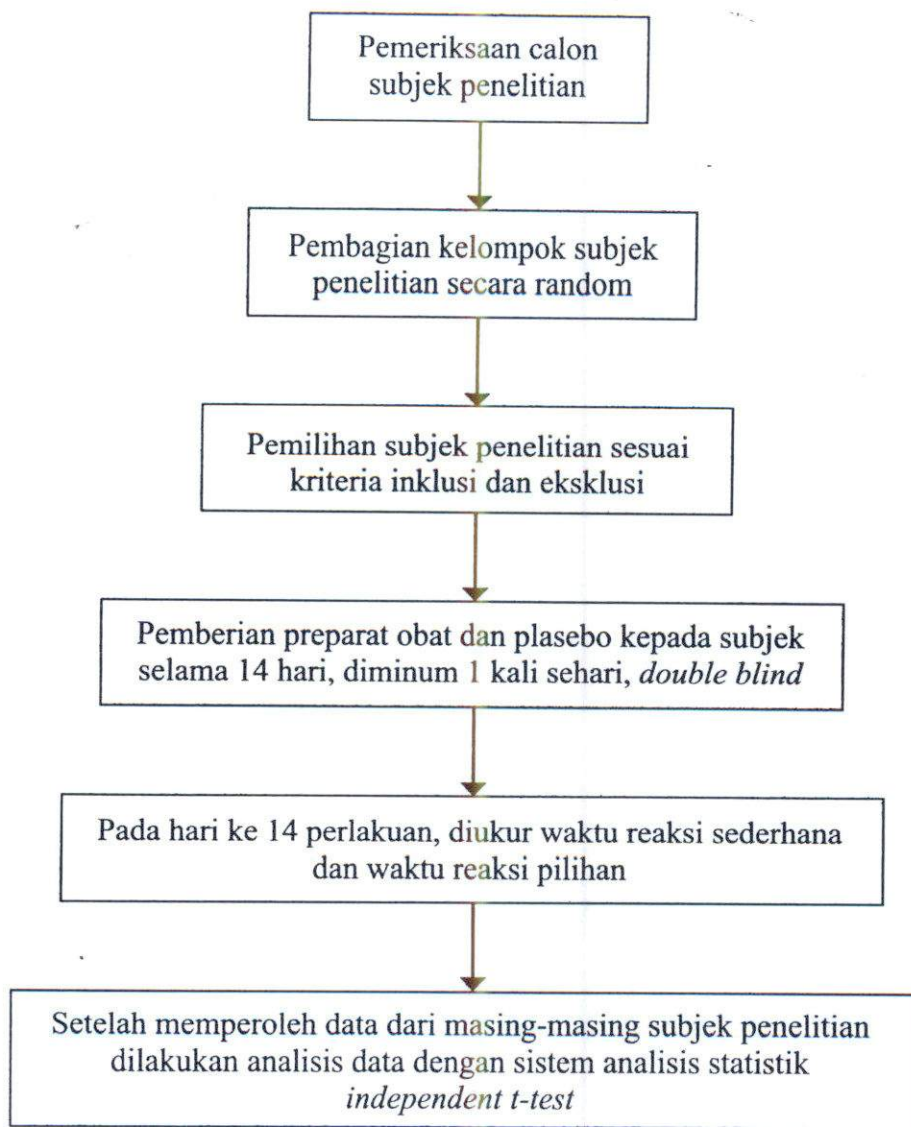 Pemeriksaan calon
subjek penelitian
Pembagian kelompok subjek
penelitian secara random
Pemilihan subjek penelitian sesuai
kriteria inklusi dan eksklusi
Pemberian preparat obat dan plasebo kepada subjek
selama 14 hari, diminum 1 kali sehari, double blind
Pada hari ke 14 perlakuan, diukur waktu reaksi sederhana
dan waktu reaksi pilihan
Setelah memperoleh data dari masing-masing subjek penelitian
dilakukan analisis data dengan sistem analisis statistik
independent t-test